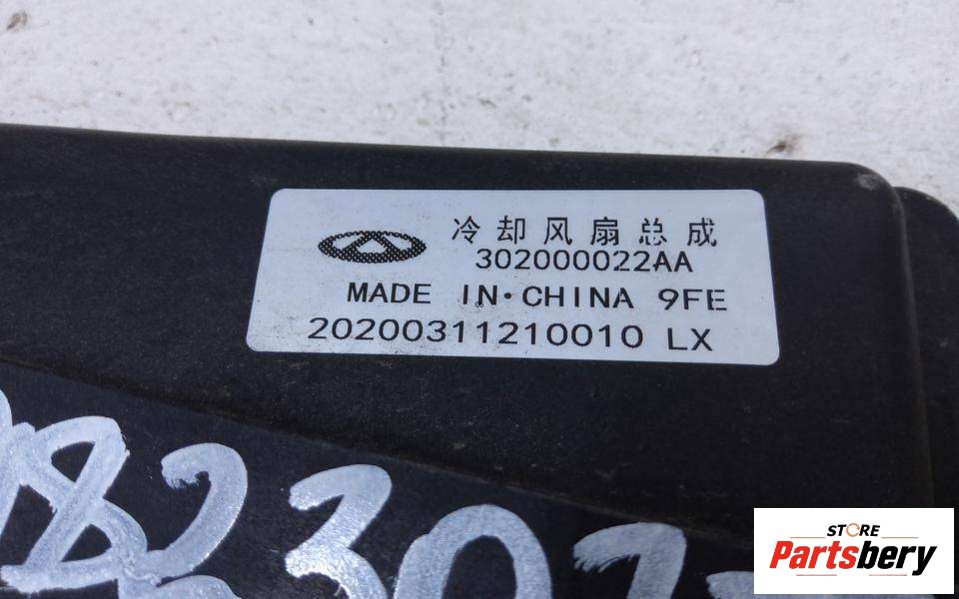 冷却风扇总成
302000022AA
MADE IN·CHINA 9FE
20200311210010 LX
STORE
Partsbery